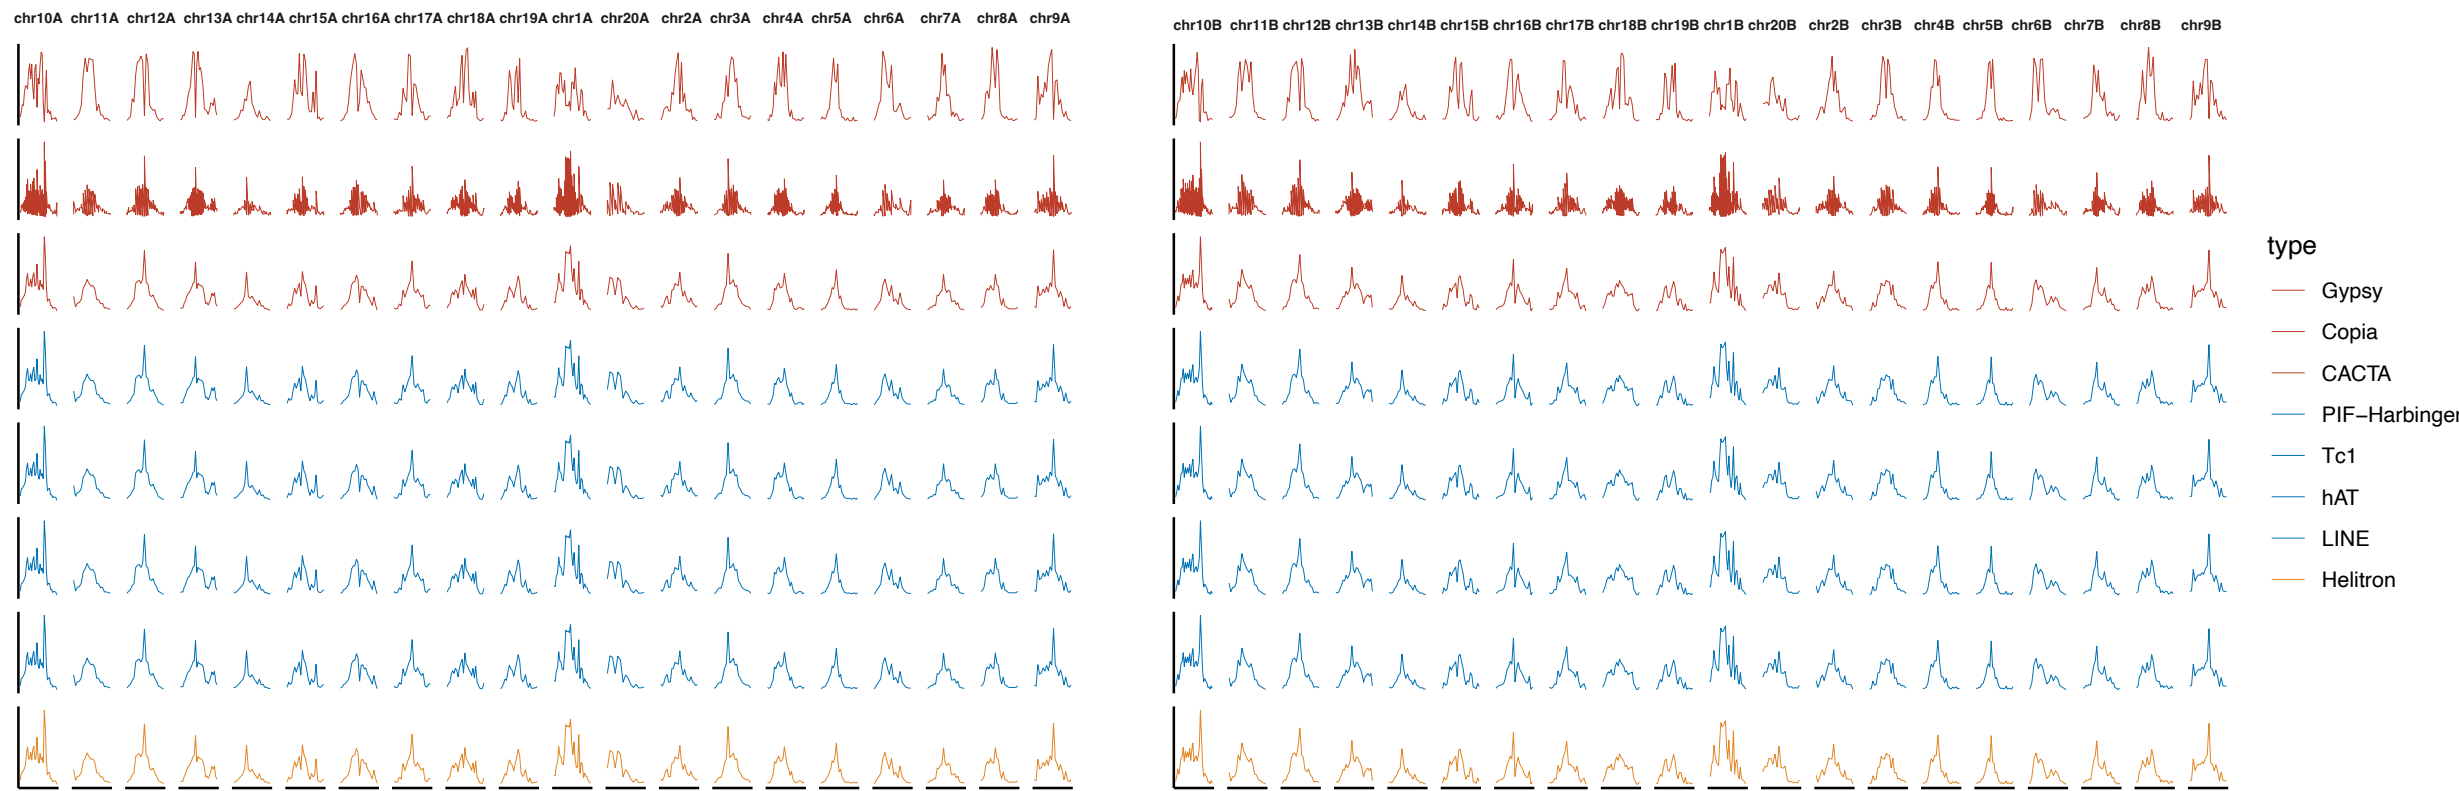 chr10A chr11A chr12A chr13A chr14A chr15A chr16A chr17A chr18A chr19A chr1A chr20A chr2A chr3A chr4A chr5A chr6A chr7A chr8A chr9A
chr10B chr11B chr12B chr13B chr14B chr15B chr16B chr17B chr18B chr19B chr1B chr20B chr2B chr3B chr4B chr5B chr6B chr7B chr8B chr9B
type
Gypsy
Copia
CACTA
PIF−Harbinger
Tc1
hAT
LINE
Helitron